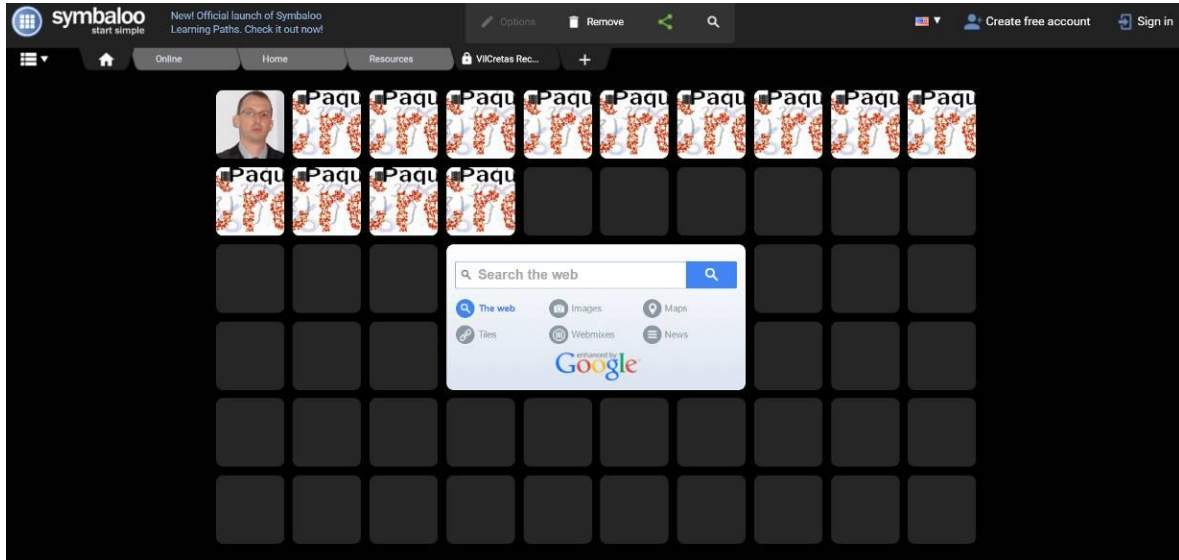 symbaloo
start simple
New! Official launch of Symbaloo
Learning Paths. Check it out now!
Options
Remove
Create free account
Sign in
Online
Home
Resources
VilCretas Rec...
Paqu Paqu Paqu Paqu Paqu Paqu Paqu Paqu Paqu
Paqu Paqu Paqu Paqu
Search the web
The web Images Maps
Tiles Webmixes News
enhanced by
Google